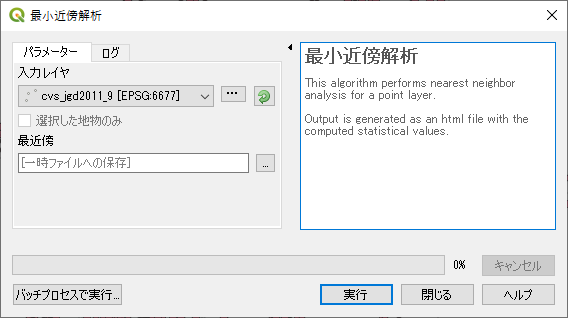 最小近傍解析
パラメーター
ログ
入力レイヤ
cvs_jgd2011_9 [EPSG:6677]
...
選択した地物のみ
最近傍
[一時ファイルへの保存]
...
最小近傍解析
This algorithm performs nearest neighbor
analysis for a point layer.
Output is generated as an html file with the
computed statistical values.
0%
キャンセル
バッチプロセスで実行...
実行
閉じる
ヘルプ